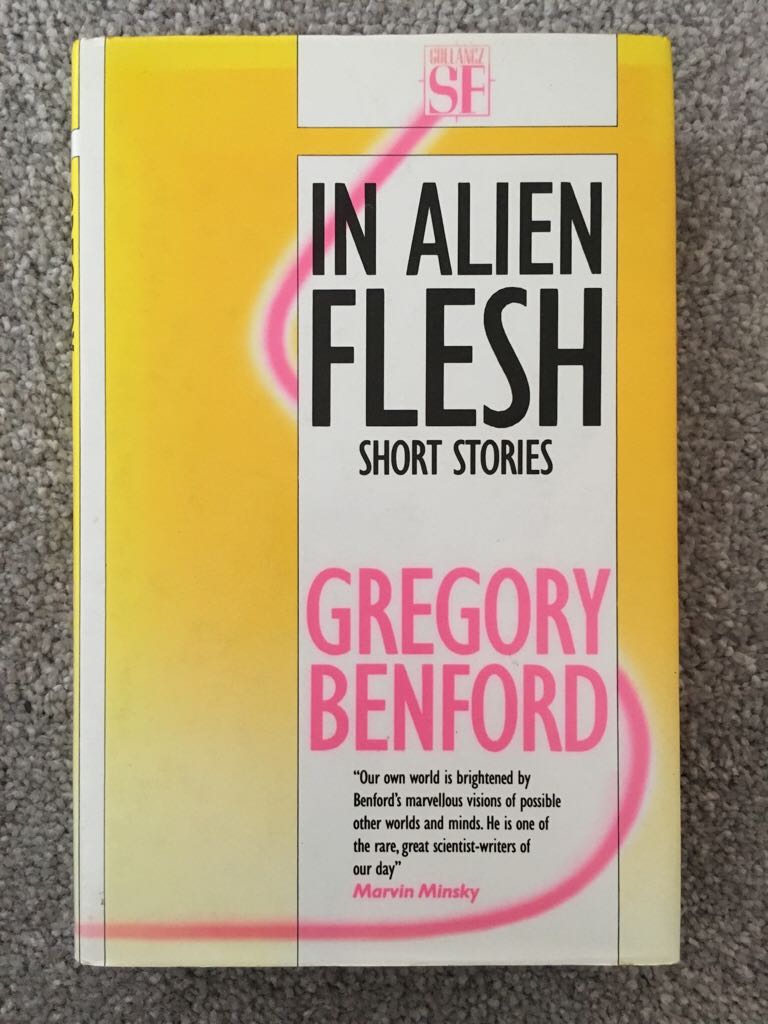 GOLLANCZ
SF
IN ALIEN
FLESH
SHORT STORIES
GREGORY
BENFORD
“Our own world is brightened by
Benford’s marvellous visions of possible
other worlds and minds. He is one of
the rare, great scientist-writers of
our day”
Marvin Minsky